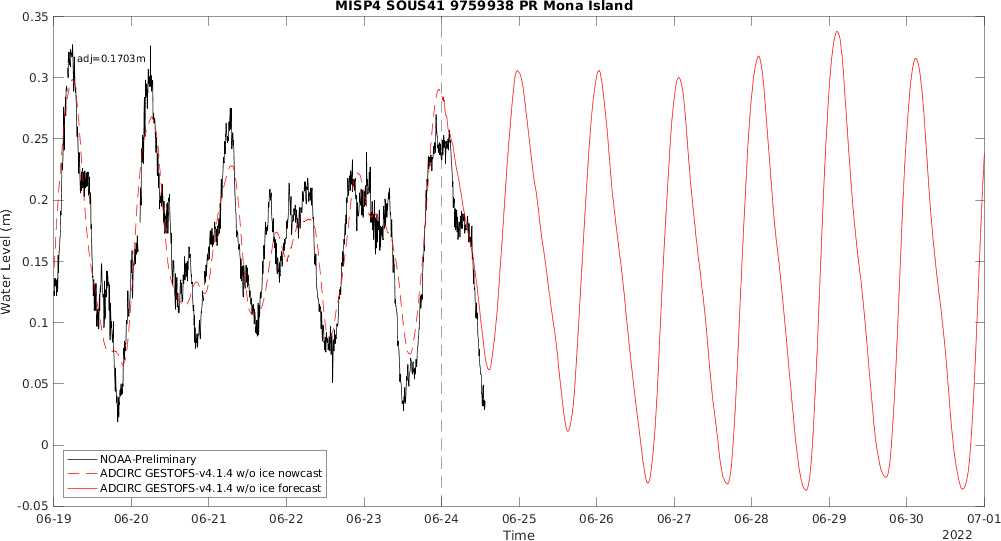 MISP4 SOUS41 9759938 PR Mona Island
adj=0.1703m
Water Level (m)
0.35
0.3
0.25
0.2
0.15
0.1
0.05
0
-0.05
NOAA-Preliminary
ADCIRC GESTOFS-v4.1.4 w/o ice nowcast
ADCIRC GESTOFS-v4.1.4 w/o ice forecast
06-19 06-20 06-21 06-22 06-23 06-24 06-25 06-26 06-27 06-28 06-29 06-30 07-01
Time
2022